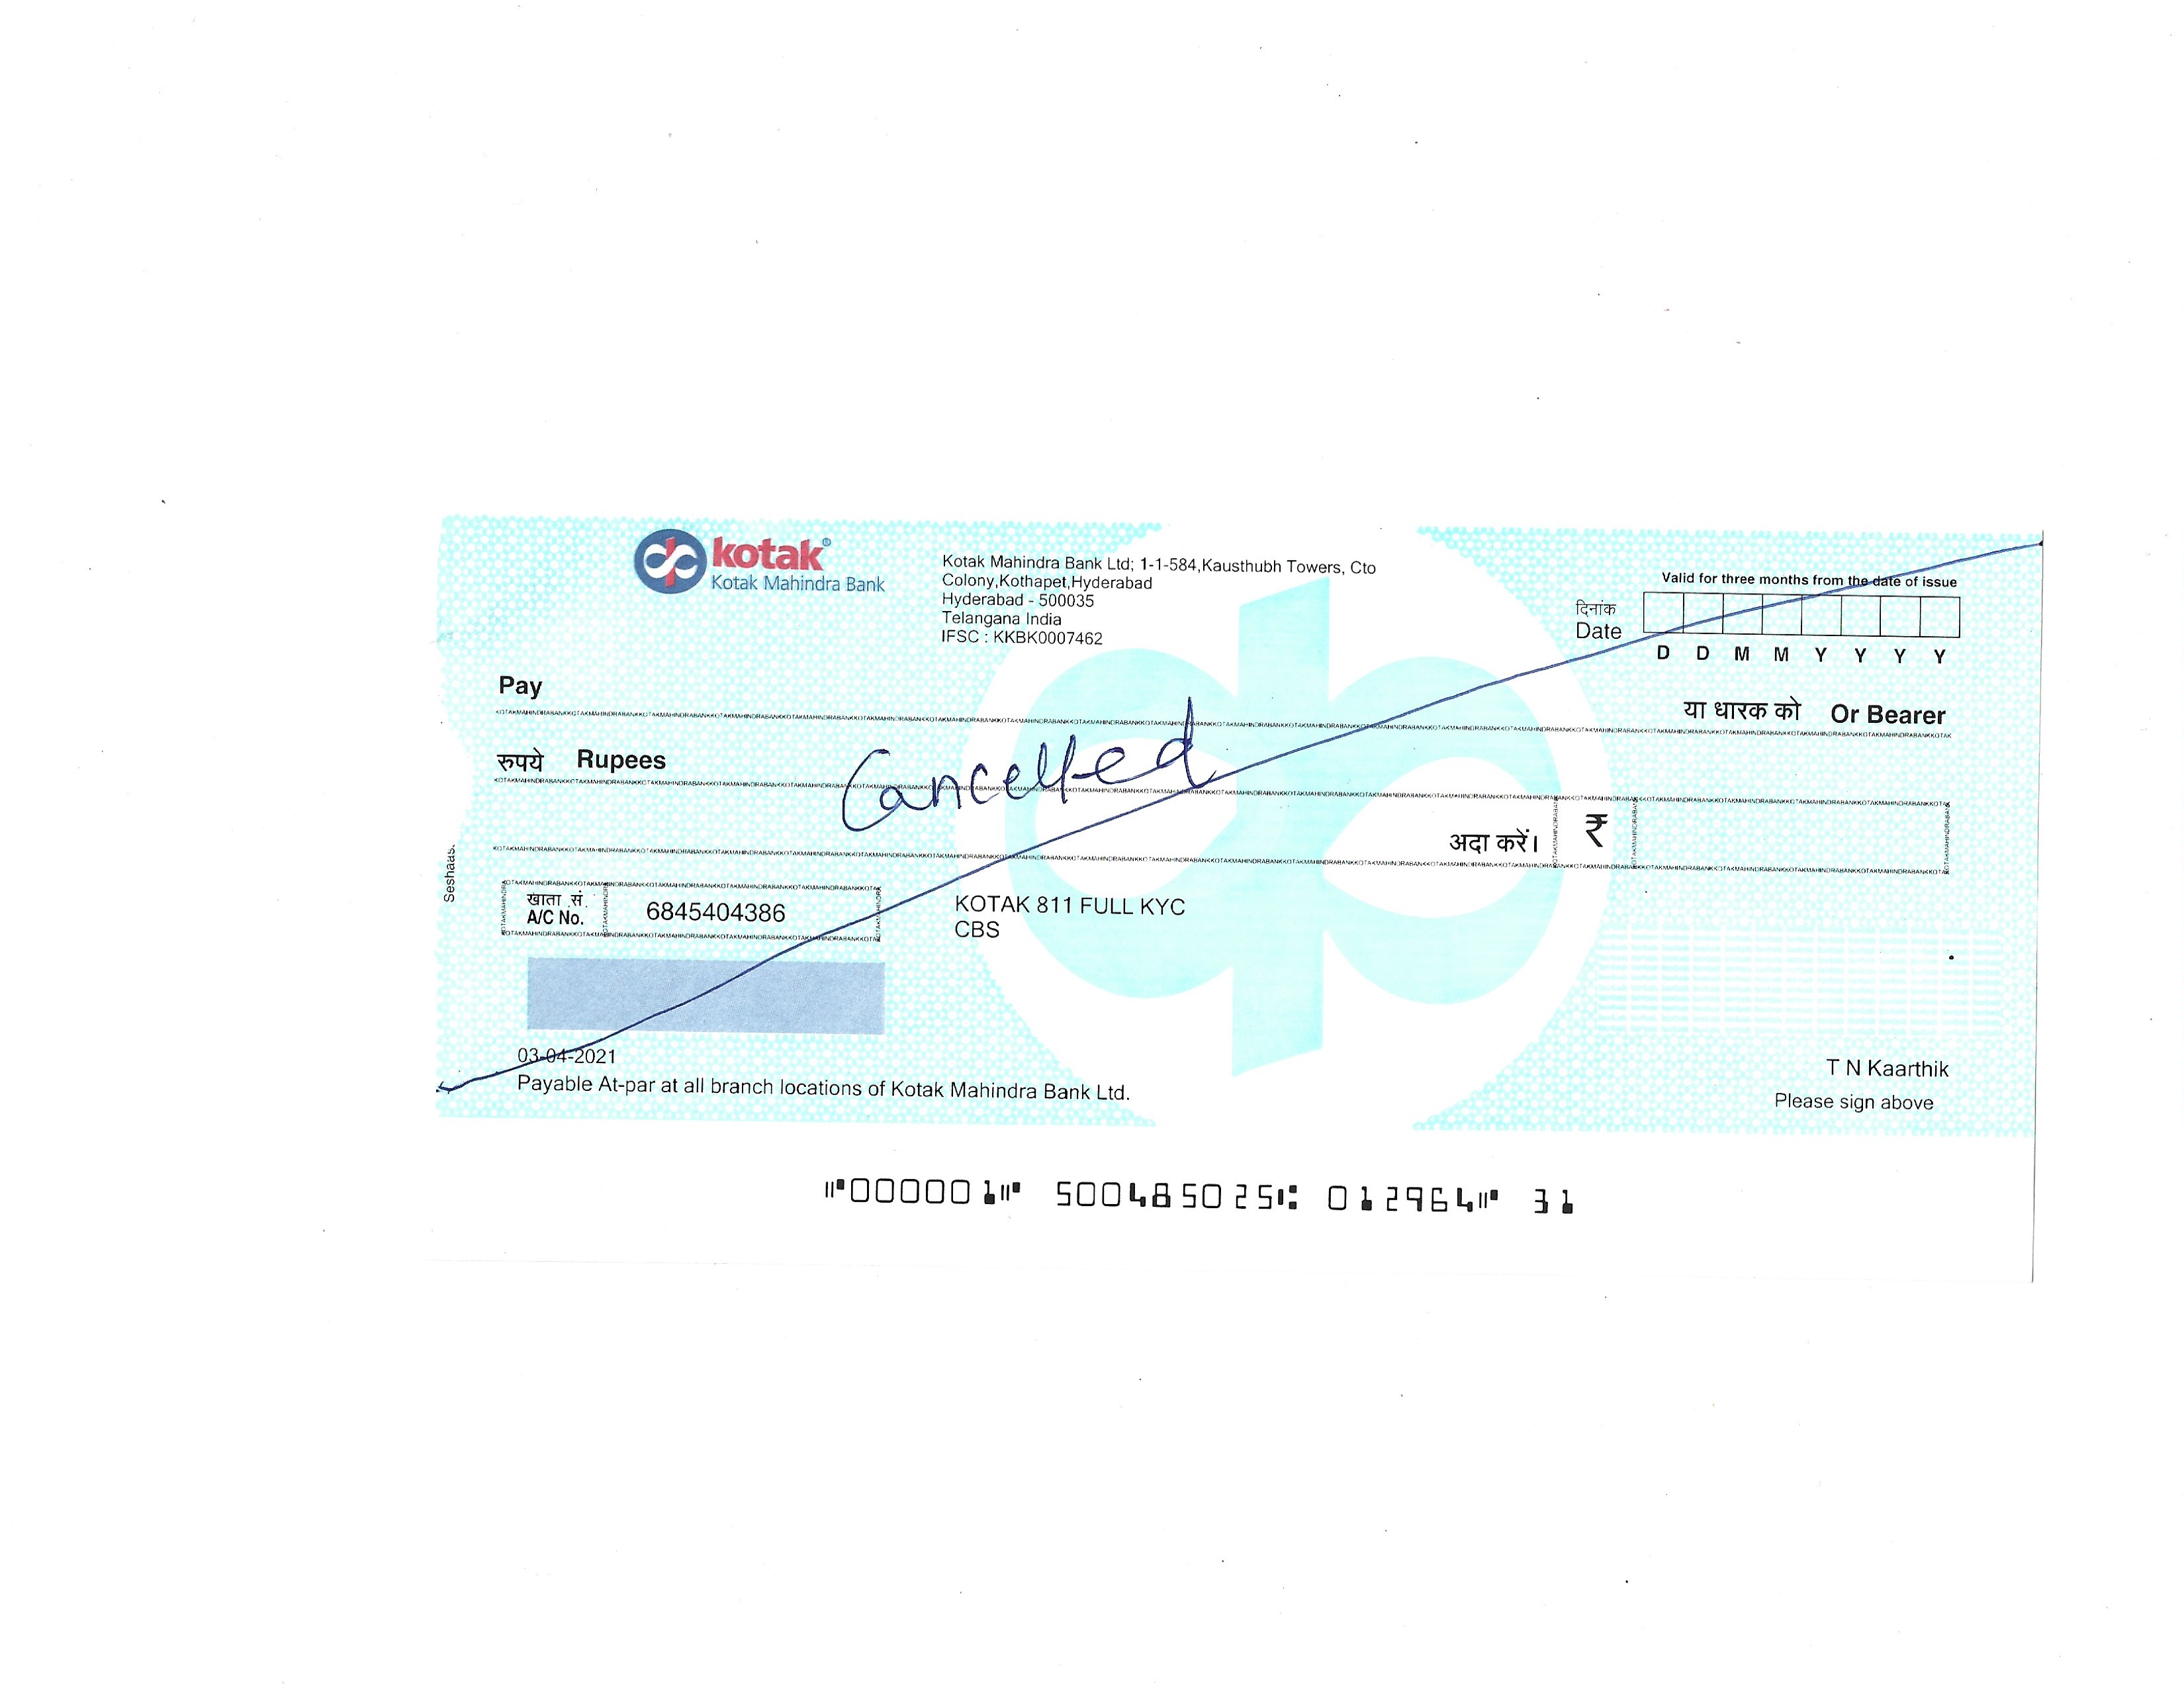 kotak®
Kotak Mahindra Bank
Kotak Mahindra Bank Ltd; 1-1-584,Kausthubh Towers, Cto
Colony,Kothapet,Hyderabad
Hyderabad - 500035
Telangana India
IFSC : KKBK0007462
Valid for three months from the date of issue
दिनांक
Date
D D M M Y Y Y Y
Pay
या धारक को Or Bearer
रुपये Rupees
Cancelled
अदा करें। ₹
Seshaas.
खाता सं.
A/C No. 6845404386
KOTAK 811 FULL KYC
CBS
03-04-2021
Payable At-par at all branch locations of Kotak Mahindra Bank Ltd.
T N Kaarthik
Please sign above
⑈000001⑈ 500485025⑆ 012964⑈ 31